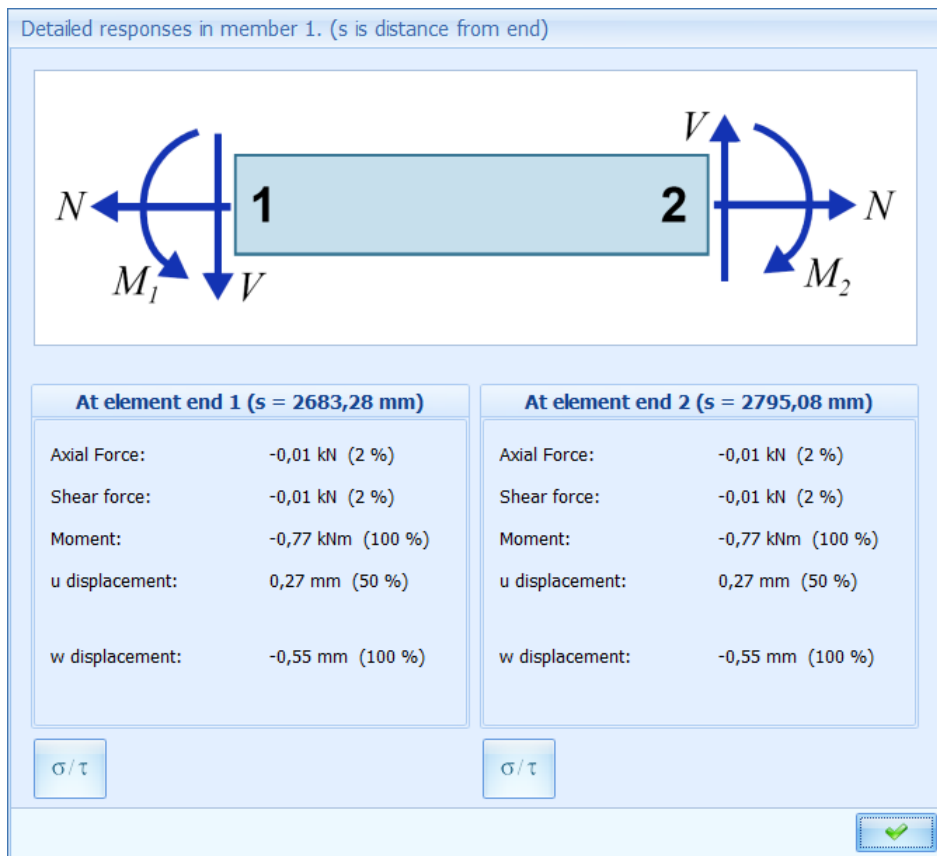 Detailed responses in member 1. (s is distance from end)
V
N 1 2 N
M1 V M2
At element end 1 (s = 2683,28 mm)
Axial Force: -0,01 kN (2 %)
Shear force: -0,01 kN (2 %)
Moment: -0,77 kNm (100 %)
u displacement: 0,27 mm (50 %)
w displacement: -0,55 mm (100 %)
σ/τ
At element end 2 (s = 2795,08 mm)
Axial Force: -0,01 kN (2 %)
Shear force: -0,01 kN (2 %)
Moment: -0,77 kNm (100 %)
u displacement: 0,27 mm (50 %)
w displacement: -0,55 mm (100 %)
σ/τ